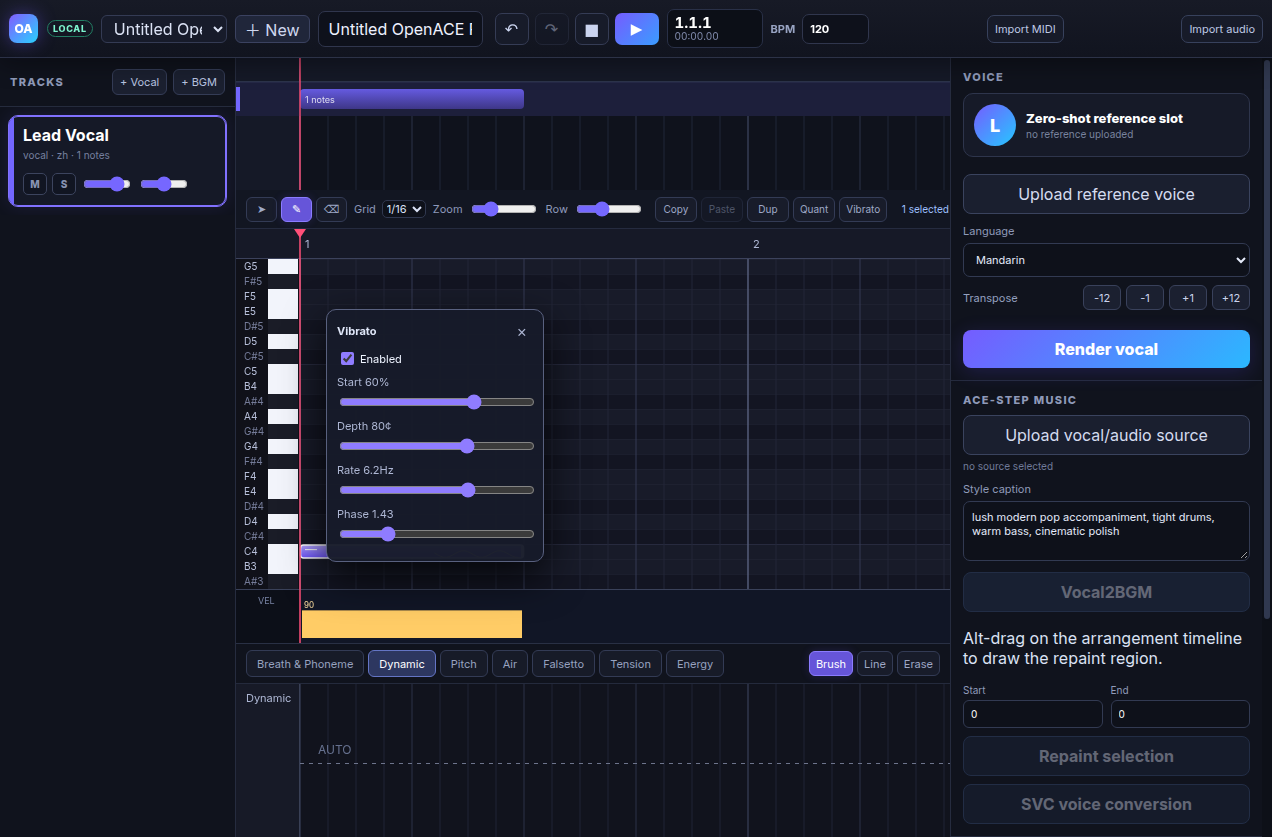 OA
LOCAL
Untitled Ope
+ New
Untitled OpenACE
1.1.1
00:00.00
BPM
120
Import MIDI
Import audio
TRACKS
+ Vocal
+ BGM
Lead Vocal
vocal · zh · 1 notes
M
S
1 notes
Grid
1/16
Zoom
Row
Copy
Paste
Dup
Quant
Vibrato
1 selected
1
2
G5
F#5
F5
E5
D#5
D5
C#5
C5
B4
A#4
A4
G#4
G4
F#4
F4
E4
D#4
D4
C#4
C4
B3
A#3
Vibrato
×
Enabled
Start 60%
Depth 80¢
Rate 6.2Hz
Phase 1.43
VEL
90
Breath & Phoneme
Dynamic
Pitch
Air
Falsetto
Tension
Energy
Brush
Line
Erase
Dynamic
AUTO
VOICE
L
Zero-shot reference slot
no reference uploaded
Upload reference voice
Language
Mandarin
Transpose
-12
-1
+1
+12
Render vocal
ACE-STEP MUSIC
Upload vocal/audio source
no source selected
Style caption
lush modern pop accompaniment, tight drums,
warm bass, cinematic polish
Vocal2BGM
Alt-drag on the arrangement timeline
to draw the repaint region.
Start
End
0
0
Repaint selection
SVC voice conversion